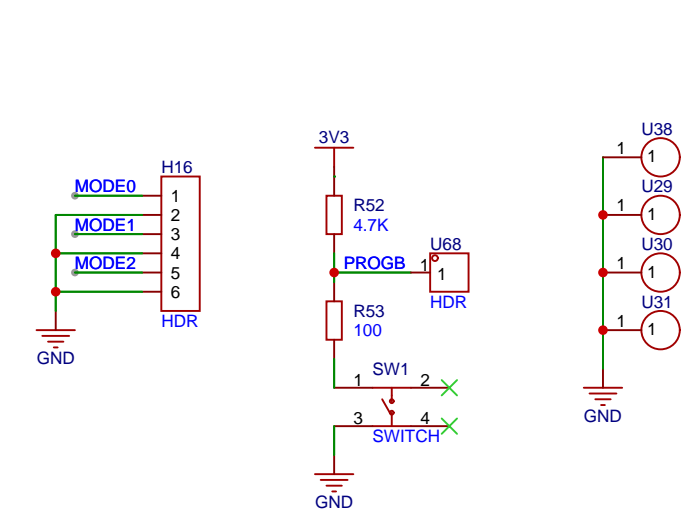 H16
MODE0
1
2
MODE1
3
4
MODE2
5
6
HDR
GND
3V3
R52
4.7K
U68
PROGB
1
1
HDR
R53
100
SW1
1
2
3
4
SWITCH
GND
U38
1
1
U29
1
1
U30
1
1
U31
1
1
GND